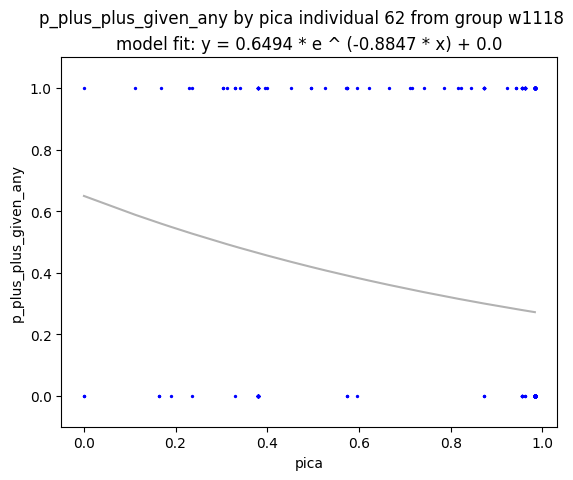 p_plus_plus_given_any by pica individual 62 from group w1118
model fit: y = 0.6494 * e ^ (-0.8847 * x) + 0.0
1.0
0.8
0.6
0.4
0.2
0.0
p_plus_plus_given_any
0.0 0.2 0.4 0.6 0.8 1.0
pica